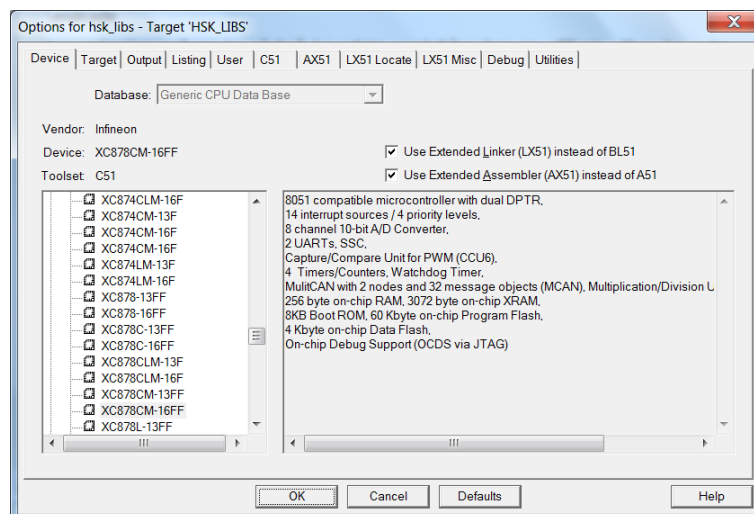 Options for hsk_libs - Target 'HSK_LIBS'
Device Target Output Listing User C51 AX51 LX51 Locate LX51 Misc Debug Utilities
Database: Generic CPU Data Base
Vendor: Infineon
Device: XC878CM-16FF
Toolset: C51
Use Extended Linker (LX51) instead of BL51
Use Extended Assembler (AX51) instead of A51
XC874CLM-16F
XC874CM-13F
XC874CM-16F
XC874CM-16F
XC874LM-13F
XC874LM-16F
XC878-13FF
XC878-16FF
XC878C-13FF
XC878C-16FF
XC878CLM-13F
XC878CLM-16F
XC878CM-13FF
XC878CM-16FF
XC878L-13FF
8051 compatible microcontroller with dual DPTR,
14 interrupt sources / 4 priority levels,
8 channel 10-bit A/D Converter,
2 UARTs, SSC,
Capture/Compare Unit for PWM (CCU6),
4 Timers/Counters, Watchdog Timer,
MulitCAN with 2 nodes and 32 message objects (MCAN), Multiplication/Division U
256 byte on-chip RAM, 3072 byte on-chip XRAM,
8KB Boot ROM, 60 Kbyte on-chip Program Flash,
4 Kbyte on-chip Data Flash,
On-chip Debug Support (OCDS via JTAG)
OK Cancel Defaults Help